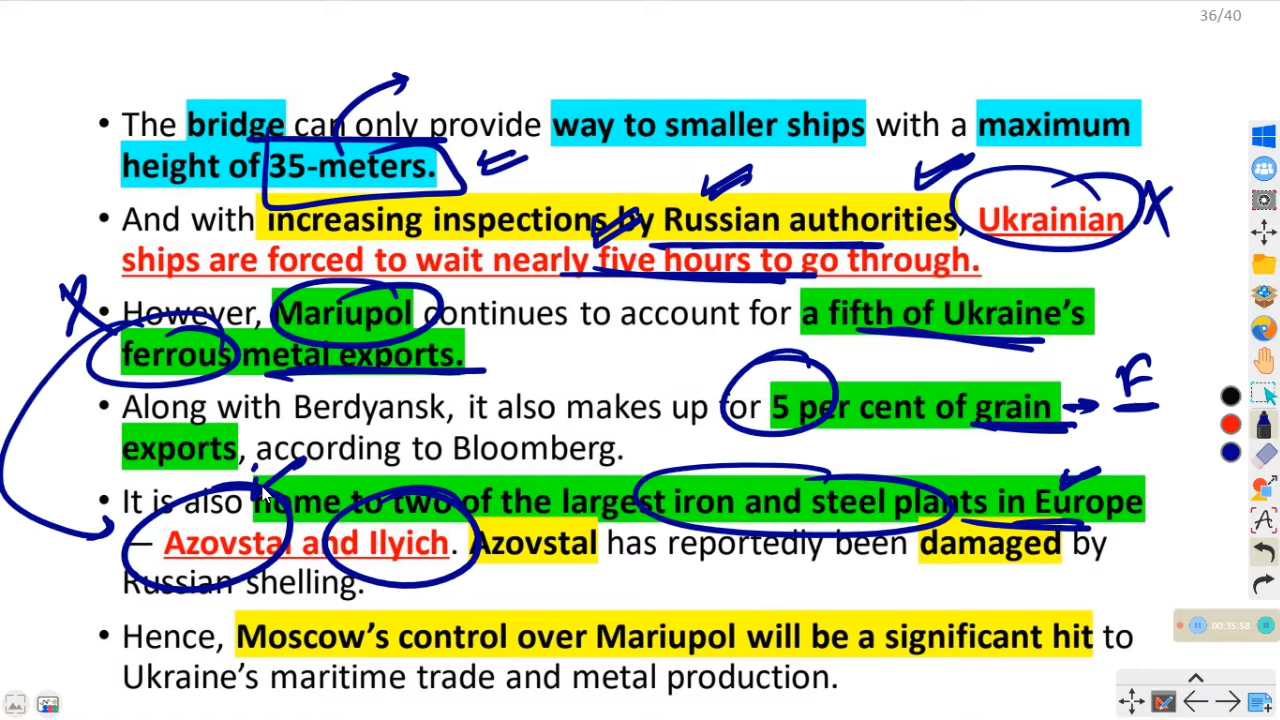 36/40
• The bridge can only provide way to smaller ships with a maximum
height of 35-meters.
• And with increasing inspections by Russian authorities, Ukrainian
ships are forced to wait nearly five hours to go through.
• However, Mariupol continues to account for a fifth of Ukraine's
ferrous metal exports.
• Along with Berdyansk, it also makes up for 5 per cent of grain
exports, according to Bloomberg.
• It is also home to two of the largest iron and steel plants in Europe
— Azovstal and Ilyich. Azovstal has reportedly been damaged by
Russian shelling.
• Hence, Moscow's control over Mariupol will be a significant hit to
Ukraine's maritime trade and metal production.
00:35:58